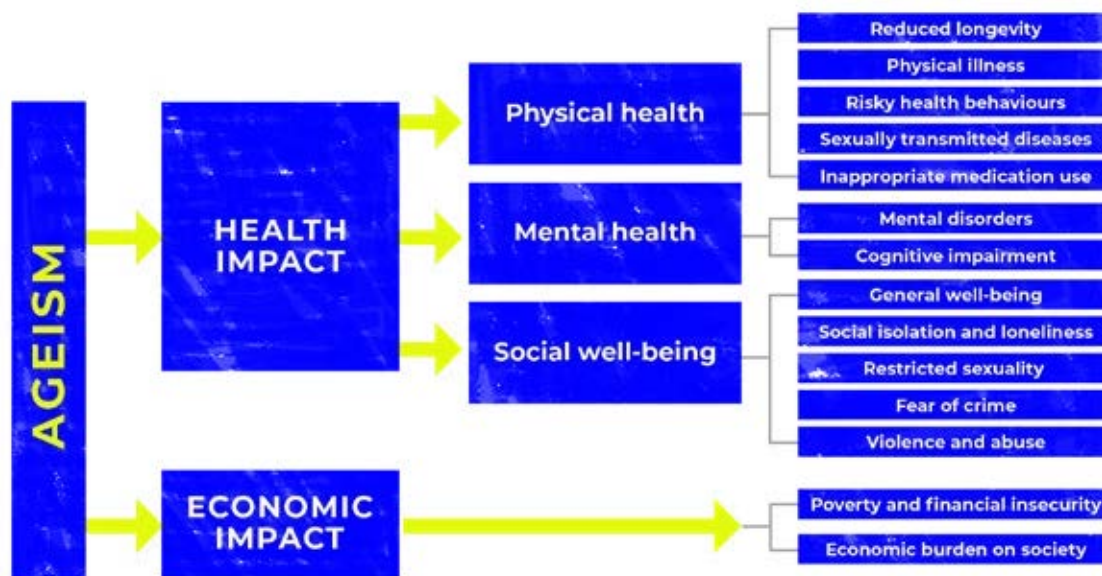 AGEISM
HEALTH
IMPACT
Physical health
Reduced longevity
Physical illness
Risky health behaviours
Sexually transmitted diseases
Inappropriate medication use
Mental health
Mental disorders
Cognitive impairment
Social well-being
General well-being
Social isolation and loneliness
Restricted sexuality
Fear of crime
Violence and abuse
ECONOMIC
IMPACT
Poverty and financial insecurity
Economic burden on society